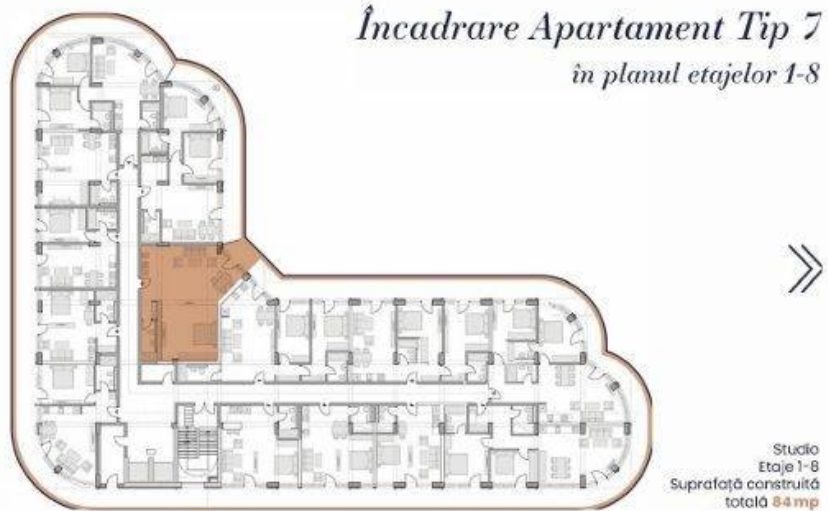 Încadrare Apartament Tip 7
în planul etajelor 1-8
Studio
Etaje 1-8
Suprafață construită
totală 84 mp